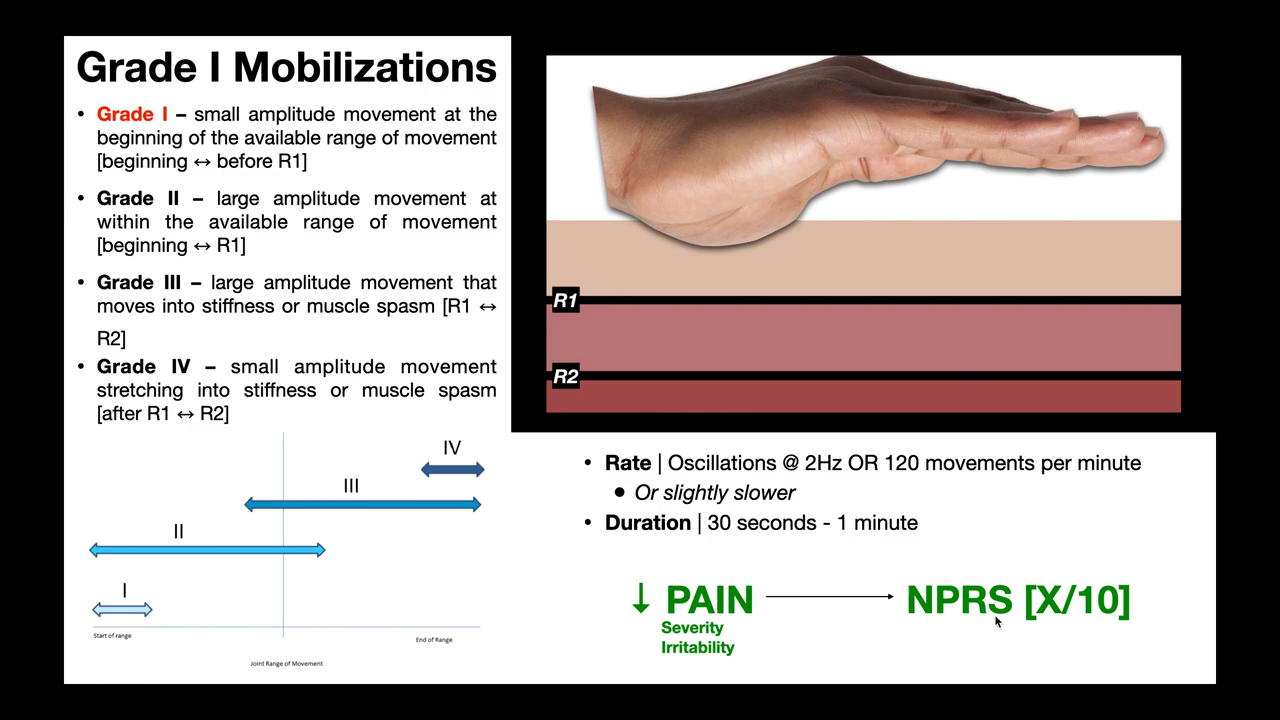 Grade I Mobilizations
• Grade I – small amplitude movement at the
beginning of the available range of movement
[beginning ↔ before R1]
• Grade II – large amplitude movement at
within the available range of movement
[beginning ↔ R1]
• Grade III – large amplitude movement that
moves into stiffness or muscle spasm [R1 ↔
R2]
• Grade IV – small amplitude movement
stretching into stiffness or muscle spasm
[after R1 ↔ R2]
IV
III
II
I
Start of range
End of Range
Joint Range of Movement
R1
R2
• Rate | Oscillations @ 2Hz OR 120 movements per minute
• Or slightly slower
• Duration | 30 seconds - 1 minute
↓ PAIN
Severity
Irritability
NPRS [X/10]